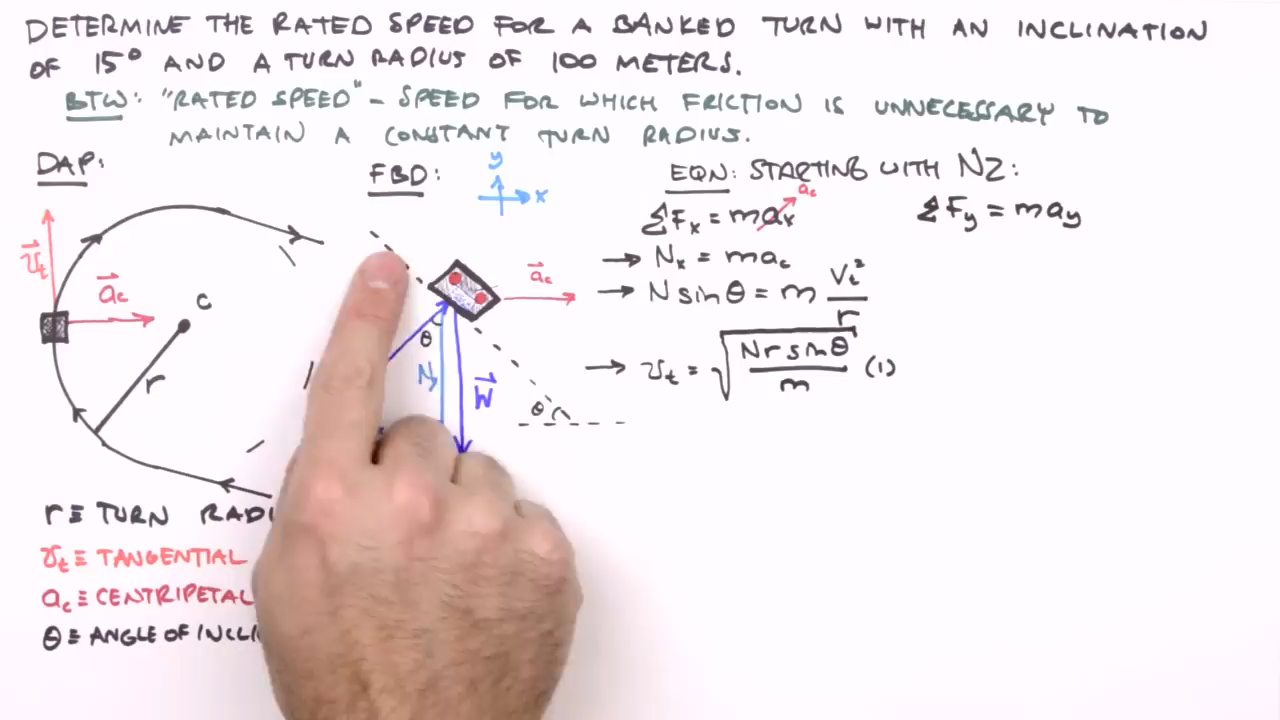 DETERMINE THE RATED SPEED FOR A BANKED TURN WITH AN INCLINATION
OF 15° AND A TURN RADIUS OF 100 METERS.
BTW: "RATED SPEED" - SPEED FOR WHICH FRICTION IS UNNECESSARY TO
MAINTAIN A CONSTANT TURN RADIUS.
DAP:
FBD:
y
x
EQN: STARTING WITH N2:
ΣFx = max
ac
ΣFy = may
→ Nx = mac
→ N sin θ = m Vt²/r
→ vt = √(Nr sin θ / m) (1)
vt
ac
c
r
ac
θ
Ny
W
θ
r ≡ TURN
vt ≡ TANGENTIAL
ac ≡ CENTRIPETAL
θ ≡ ANGLE OF